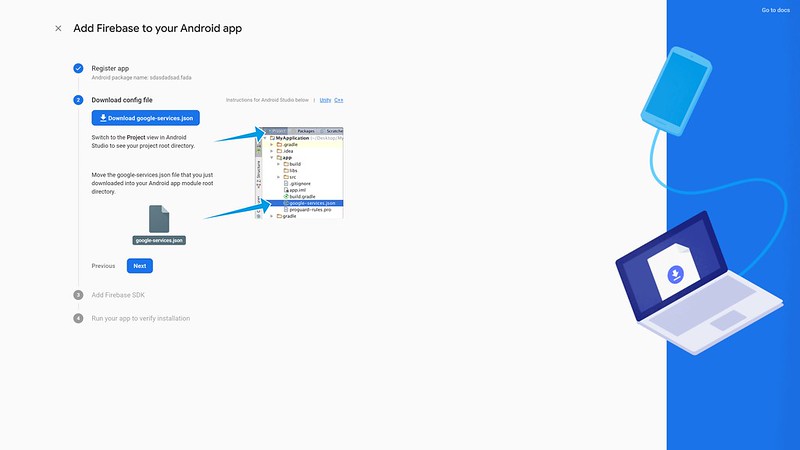 Go to docs
Add Firebase to your Android app
Register app
Android package name: sdasdadsad.fada
2 Download config file
Instructions for Android Studio below | Unity C++
Download google-services.json
Switch to the Project view in Android
Studio to see your project root directory.
Move the google-services.json file that you just
downloaded into your Android app module root
directory.
google-services.json
Project Packages Scratche
MyApplication (~/Desktop/My
.gradle
.idea
app
build
libs
src
.gitignore
app.iml
build.gradle
google-services.json
proguard-rules.pro
gradle
Structure
Previous Next
3 Add Firebase SDK
4 Run your app to verify installation